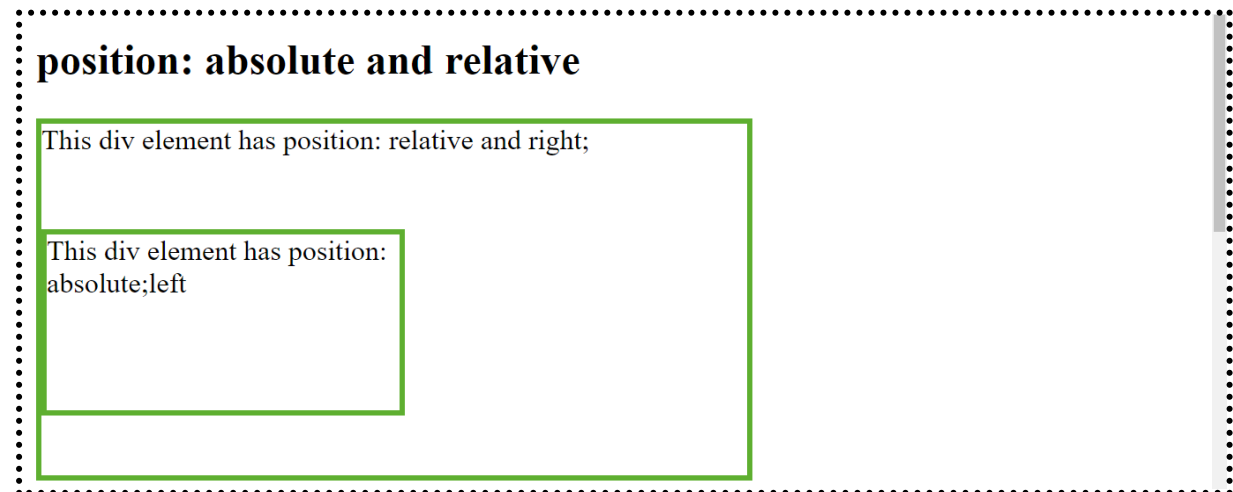 position: absolute and relative
This div element has position: relative and right;
This div element has position:
absolute;left